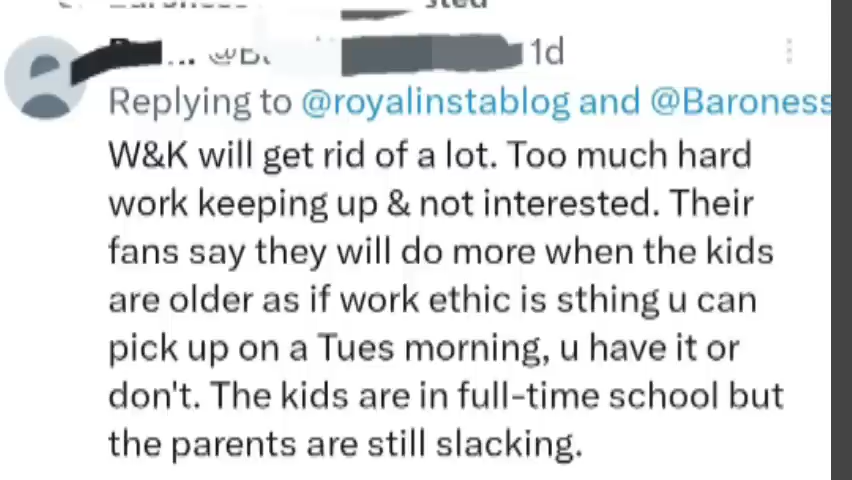 ... 1d
Replying to @royalinstablog and @Baroness
W&K will get rid of a lot. Too much hard
work keeping up & not interested. Their
fans say they will do more when the kids
are older as if work ethic is sthing u can
pick up on a Tues morning, u have it or
don't. The kids are in full-time school but
the parents are still slacking.